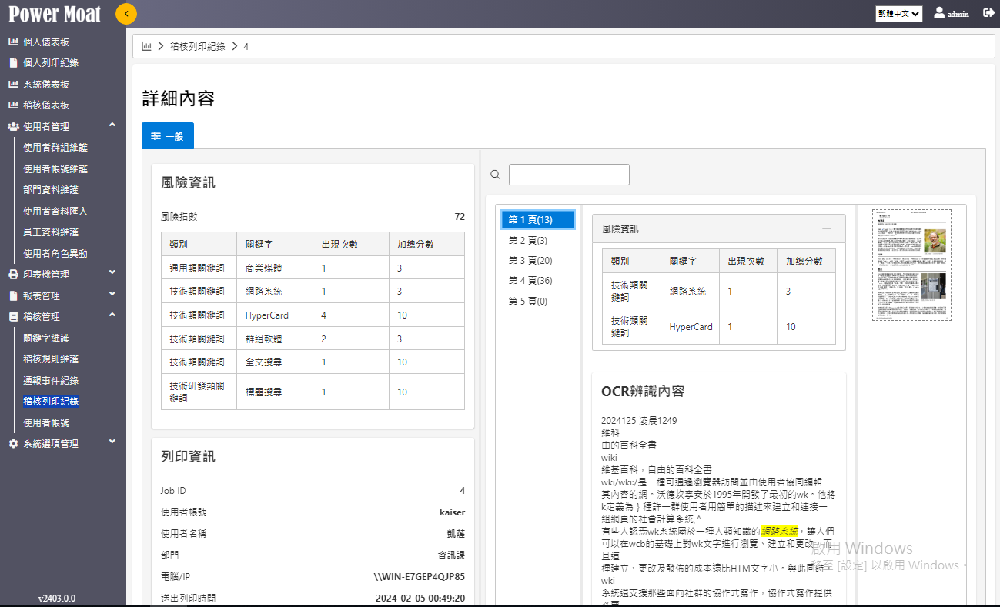 Power Moat
繁體中文
admin
個人儀表板
個人列印紀錄
系統儀表板
稽核儀表板
使用者管理
使用者群組維護
使用者帳號維護
部門資料維護
使用者資料匯入
員工資料維護
使用者角色異動
印表機管理
報表管理
稽核管理
關鍵字維護
稽核規則維護
通報事件紀錄
稽核列印紀錄
使用者帳號
系統選項管理
v2403.0.0
稽核列印紀錄 4
詳細內容
一般
風險資訊
風險指數 72
類別 關鍵字 出現次數 加總分數
通用類關鍵詞 商業媒體 1 3
技術類關鍵詞 網路系統 1 3
技術類關鍵詞 HyperCard 4 10
技術類關鍵詞 群組軟體 2 3
技術類關鍵詞 全文搜尋 1 10
技術研發類關
鍵詞 標題搜尋 1 10
列印資訊
Job ID 4
使用者帳號 kaiser
使用者名稱 凱薩
部門 資訊課
電腦/IP \\WIN-E7GEP4QJP85
送出列印時間 2024-02-05 00:49:20
第 1 頁(13)
第 2 頁(3)
第 3 頁(20)
第 4 頁(36)
第 5 頁(0)
風險資訊
類別 關鍵字 出現次數 加總分數
技術類關
鍵詞 網路系統 1 3
技術類關
鍵詞 HyperCard 1 10
OCR辨識內容
2024125 凌晨1249
維科
由的百科全書
wiki
維基百科，自由的百科全書
wki/wki:/是一種可通過瀏覽器訪問並由使用者協同編輯
其內容的網。沃德坎寧安於1995年開發了最初的wk。他將
k定義為 } 種許一群使用者用簡單的描述來建立和連接一
組網頁的社會計算系統,^
有些人認焉wk系統屬於一種人類知識的網路系統，讓人們
可以在wcb的基礎上對wk文字進行瀏覽、建立和更改，而
且這
種建立、更改及發佈的成本遠比HTM文字小。與此同時
wki
系統還支援那些面向社群的協作式寫作，協作式寫作提供
必要
啟用 Windows
移至 [設定] 以啟用 Windows。